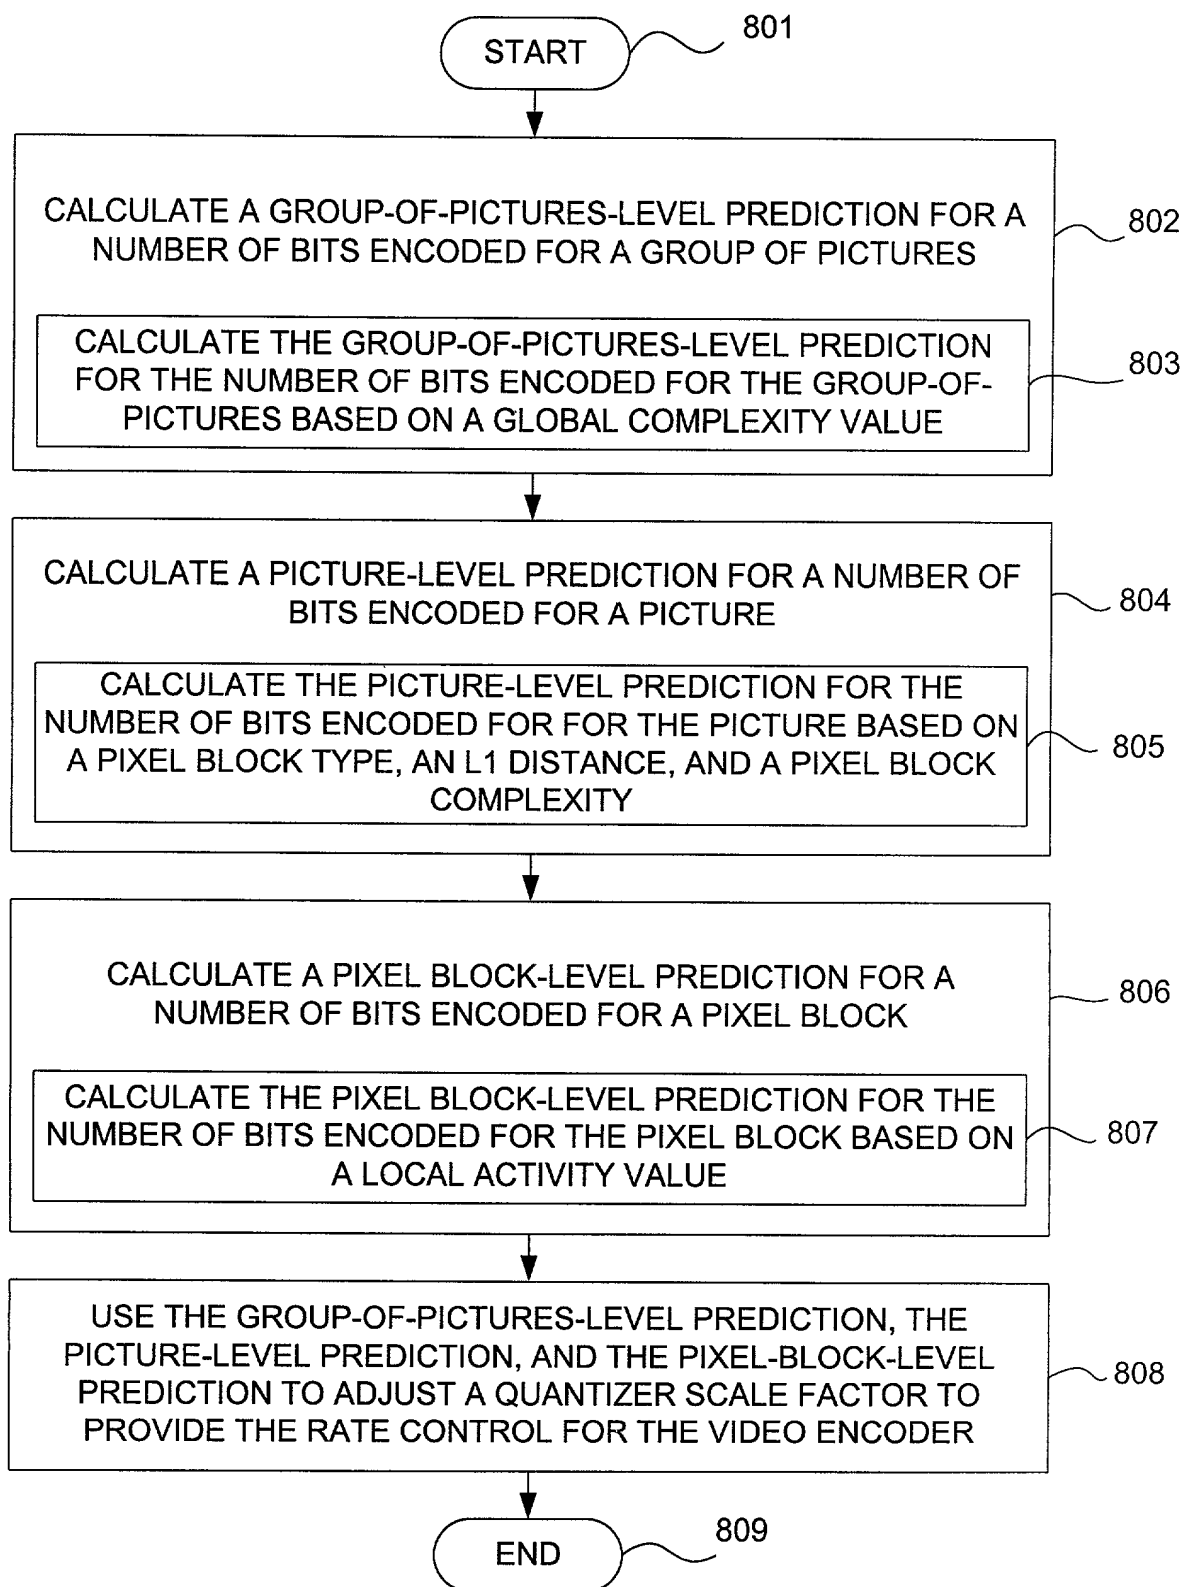 START
801
CALCULATE A GROUP-OF-PICTURES-LEVEL PREDICTION FOR A
NUMBER OF BITS ENCODED FOR A GROUP OF PICTURES
802
CALCULATE THE GROUP-OF-PICTURES-LEVEL PREDICTION
FOR THE NUMBER OF BITS ENCODED FOR THE GROUP-OF-
PICTURES BASED ON A GLOBAL COMPLEXITY VALUE
803
CALCULATE A PICTURE-LEVEL PREDICTION FOR A NUMBER OF
BITS ENCODED FOR A PICTURE
804
CALCULATE THE PICTURE-LEVEL PREDICTION FOR THE
NUMBER OF BITS ENCODED FOR FOR THE PICTURE BASED ON
A PIXEL BLOCK TYPE, AN L1 DISTANCE, AND A PIXEL BLOCK
COMPLEXITY
805
CALCULATE A PIXEL BLOCK-LEVEL PREDICTION FOR A
NUMBER OF BITS ENCODED FOR A PIXEL BLOCK
806
CALCULATE THE PIXEL BLOCK-LEVEL PREDICTION FOR THE
NUMBER OF BITS ENCODED FOR THE PIXEL BLOCK BASED ON
A LOCAL ACTIVITY VALUE
807
USE THE GROUP-OF-PICTURES-LEVEL PREDICTION, THE
PICTURE-LEVEL PREDICTION, AND THE PIXEL-BLOCK-LEVEL
PREDICTION TO ADJUST A QUANTIZER SCALE FACTOR TO
PROVIDE THE RATE CONTROL FOR THE VIDEO ENCODER
808
END
809